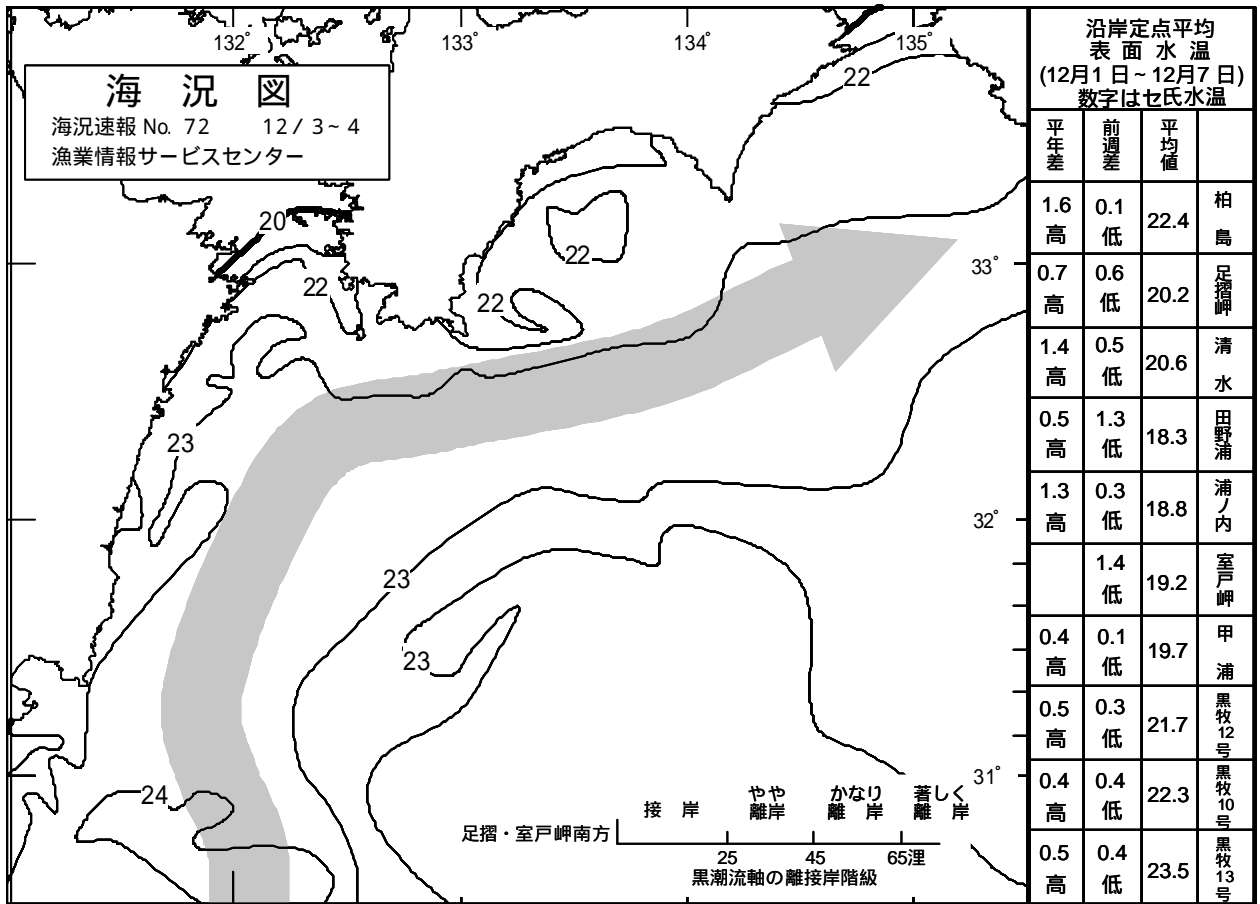 132°
133°
134°
135°
海 況 図
海況速報 No. 72 12/3~4
漁業情報サービスセンター
22
20
22
22
22
33°
23
32°
23
23
24
31°
接 岸
やや
離岸
かなり
離 岸
著しく
離 岸
足摺・室戸岬南方
25
45
65浬
黒潮流軸の離接岸階級
沿岸定点平均
表 面 水 温
(12月1 日~12月7 日)
数字はセ氏水温
平年差 前週差 平均値
1.6高 0.1低 22.4 柏島
0.7高 0.6低 20.2 足摺岬
1.4高 0.5低 20.6 清水
0.5高 1.3低 18.3 田野浦
1.3高 0.3低 18.8 浦ノ内
1.4低 19.2 室戸岬
0.4高 0.1低 19.7 甲浦
0.5高 0.3低 21.7 黒牧12号
0.4高 0.4低 22.3 黒牧10号
0.5高 0.4低 23.5 黒牧13号